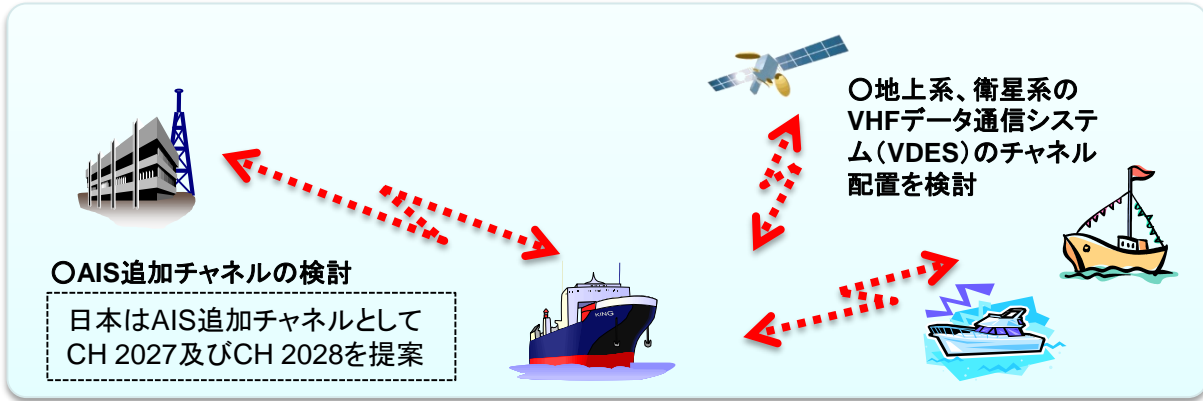 〇地上系、衛星系の
VHFデータ通信システ
ム（VDES）のチャネル
配置を検討
〇AIS追加チャネルの検討
日本はAIS追加チャネルとして
CH 2027及びCH 2028を提案
KING